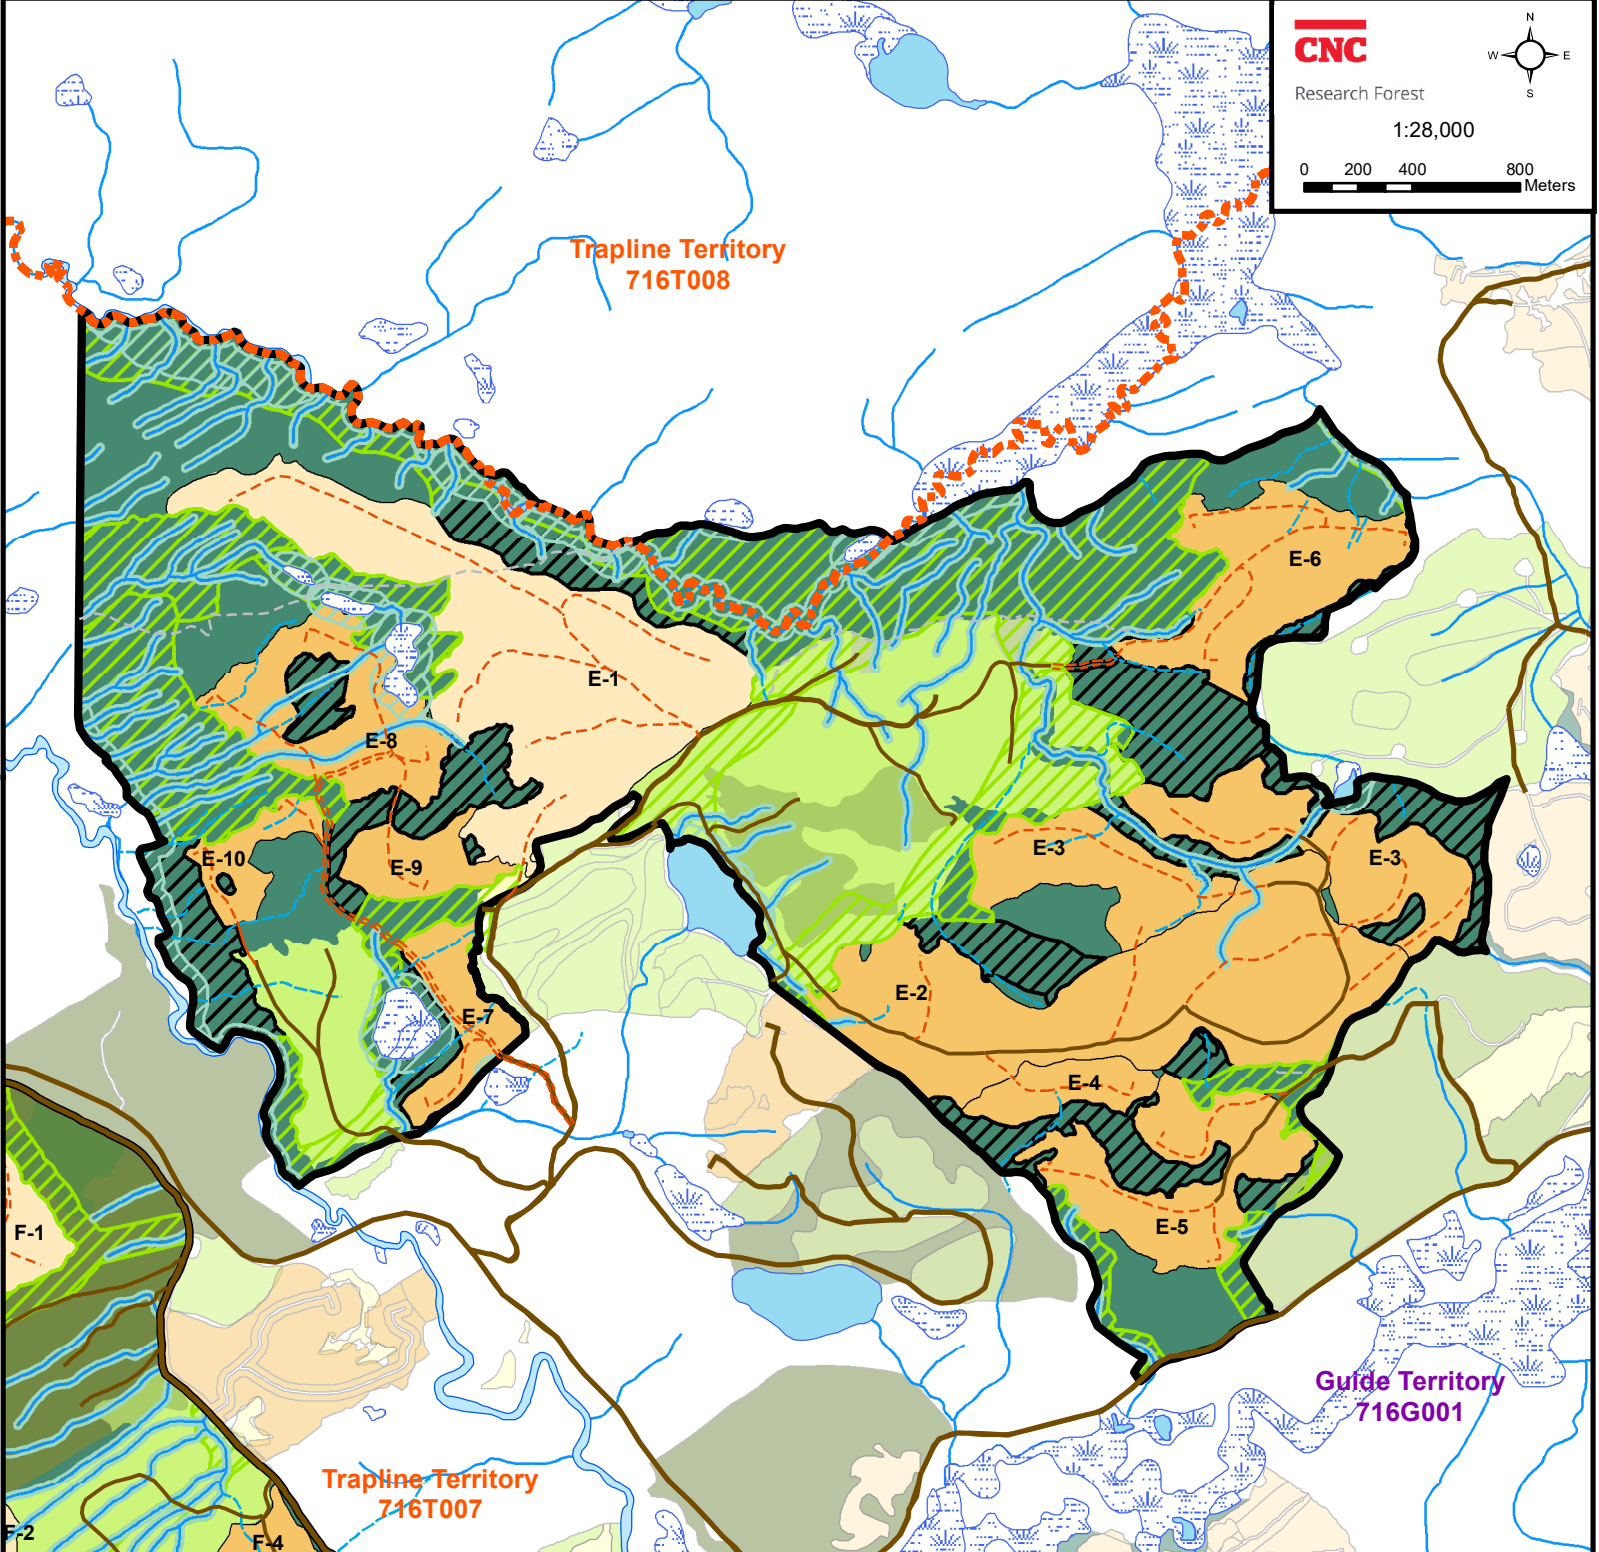 CNC
Research Forest
N
W E
S
1:28,000
0 200 400 800
Meters
Trapline Territory
716T008
E-6
E-1
E-8
E-3
E-3
E-10
E-9
E-2
E-7
E-4
E-5
F-1
Guide Territory
716G001
Trapline Territory
716T007
F-2
F-4